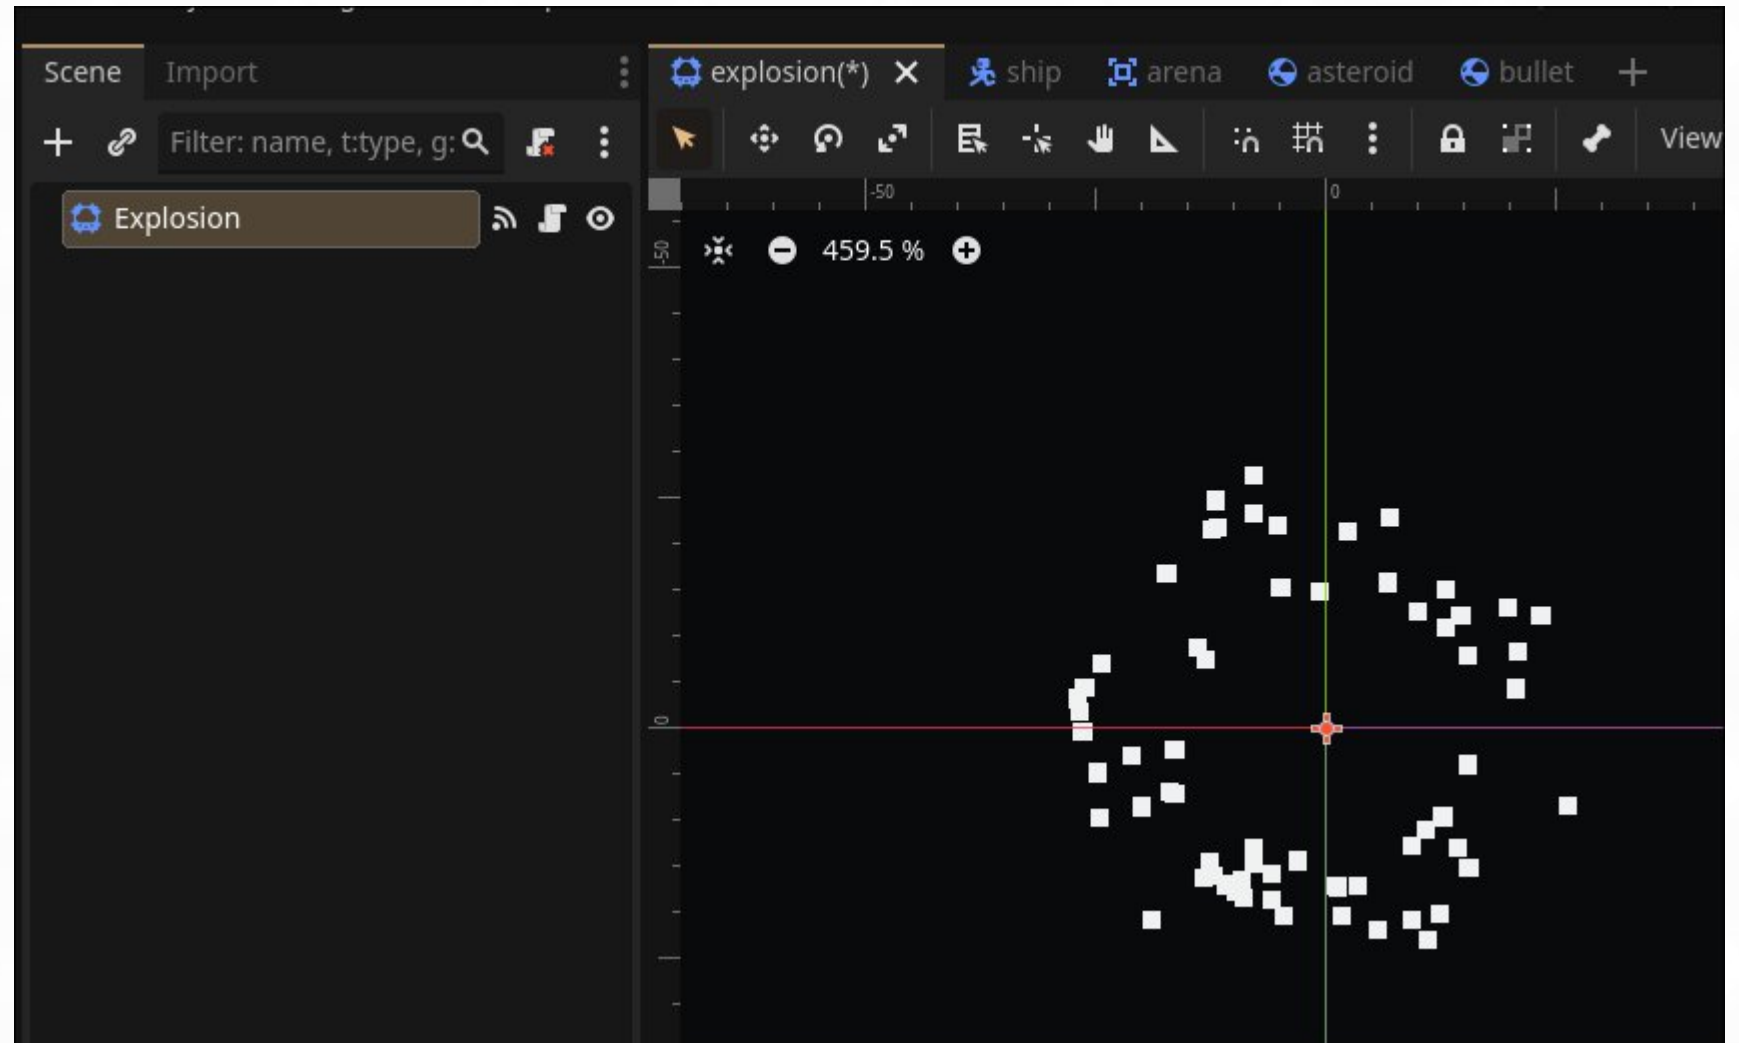 Scene Import
explosion(*) ship arena asteroid bullet
Filter: name, t:type, g:
View
-50 0
Explosion
-50
459.5 %
0